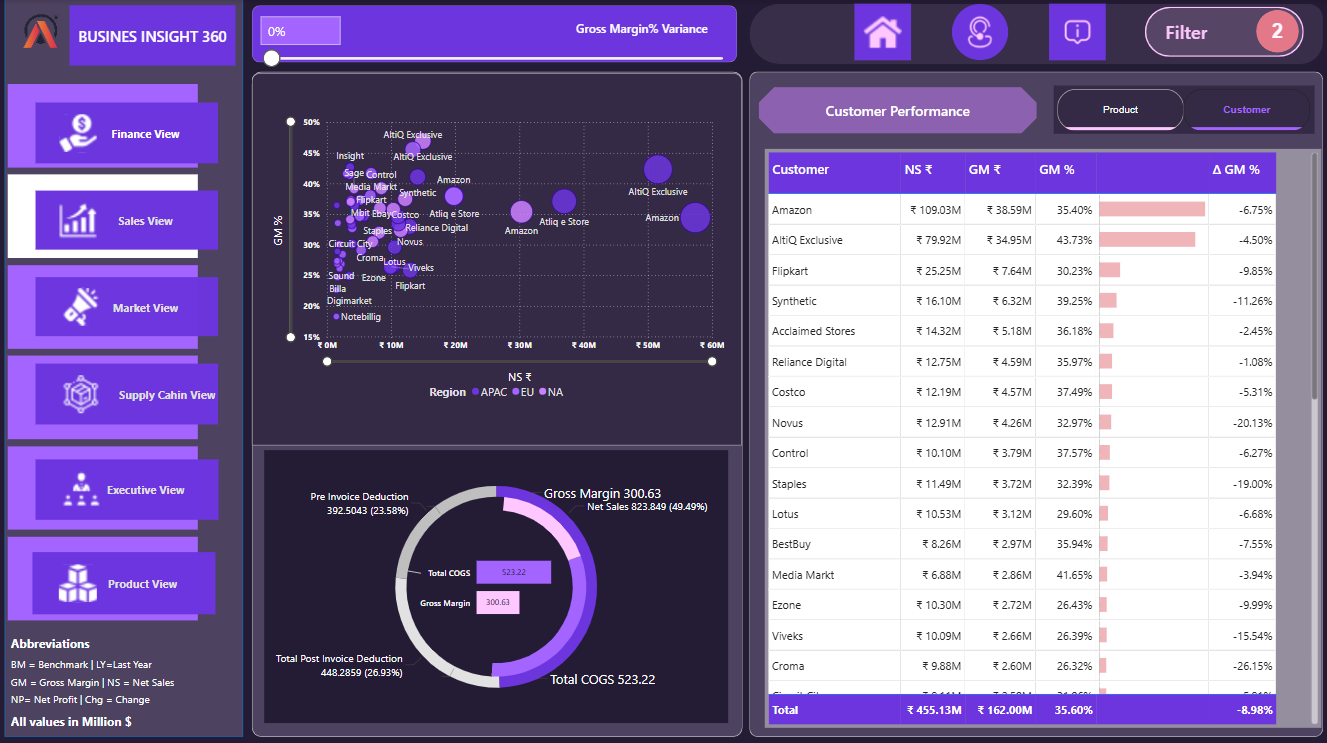 BUSINES INSIGHT 360
0%
Gross Margin% Variance
Filter
2
Finance View
Sales View
Market View
Supply Cahin View
Executive View
Product View
Abbreviations
BM = Benchmark | LY=Last Year
GM = Gross Margin | NS = Net Sales
NP= Net Profit | Chg = Change
All values in Million $
50%
45%
40%
35%
30%
25%
20%
15%
GM %
AltiQ Exclusive
AltiQ Exclusive
Insight
Sage
Control
Amazon
Media Markt
Synthetic
AltiQ Exclusive
Flipkart
Mbit
Ebay
Costco
Atliq e Store
Atliq e Store
Amazon
Staples
Reliance Digital
Amazon
Circuit City
Novus
Croma
Lotus
Viveks
Sound
Ezone
Billa
Flipkart
Digimarket
Notebillig
₹ 0M
₹ 10M
₹ 20M
₹ 30M
₹ 40M
₹ 50M
₹ 60M
NS ₹
Region APAC EU NA
Pre Invoice Deduction
392.5043 (23.58%)
Gross Margin 300.63
Net Sales 823.849 (49.49%)
Total COGS 523.22
Gross Margin 300.63
Total Post Invoice Deduction
448.2859 (26.93%)
Total COGS 523.22
Customer Performance
Product
Customer
Customer NS ₹ GM ₹ GM % Δ GM %
Amazon ₹ 109.03M ₹ 38.59M 35.40% -6.75%
AltiQ Exclusive ₹ 79.92M ₹ 34.95M 43.73% -4.50%
Flipkart ₹ 25.25M ₹ 7.64M 30.23% -9.85%
Synthetic ₹ 16.10M ₹ 6.32M 39.25% -11.26%
Acclaimed Stores ₹ 14.32M ₹ 5.18M 36.18% -2.45%
Reliance Digital ₹ 12.75M ₹ 4.59M 35.97% -1.08%
Costco ₹ 12.19M ₹ 4.57M 37.49% -5.31%
Novus ₹ 12.91M ₹ 4.26M 32.97% -20.13%
Control ₹ 10.10M ₹ 3.79M 37.57% -6.27%
Staples ₹ 11.49M ₹ 3.72M 32.39% -19.00%
Lotus ₹ 10.53M ₹ 3.12M 29.60% -6.68%
BestBuy ₹ 8.26M ₹ 2.97M 35.94% -7.55%
Media Markt ₹ 6.88M ₹ 2.86M 41.65% -3.94%
Ezone ₹ 10.30M ₹ 2.72M 26.43% -9.99%
Viveks ₹ 10.09M ₹ 2.66M 26.39% -15.54%
Croma ₹ 9.88M ₹ 2.60M 26.32% -26.15%
Total ₹ 455.13M ₹ 162.00M 35.60% -8.98%